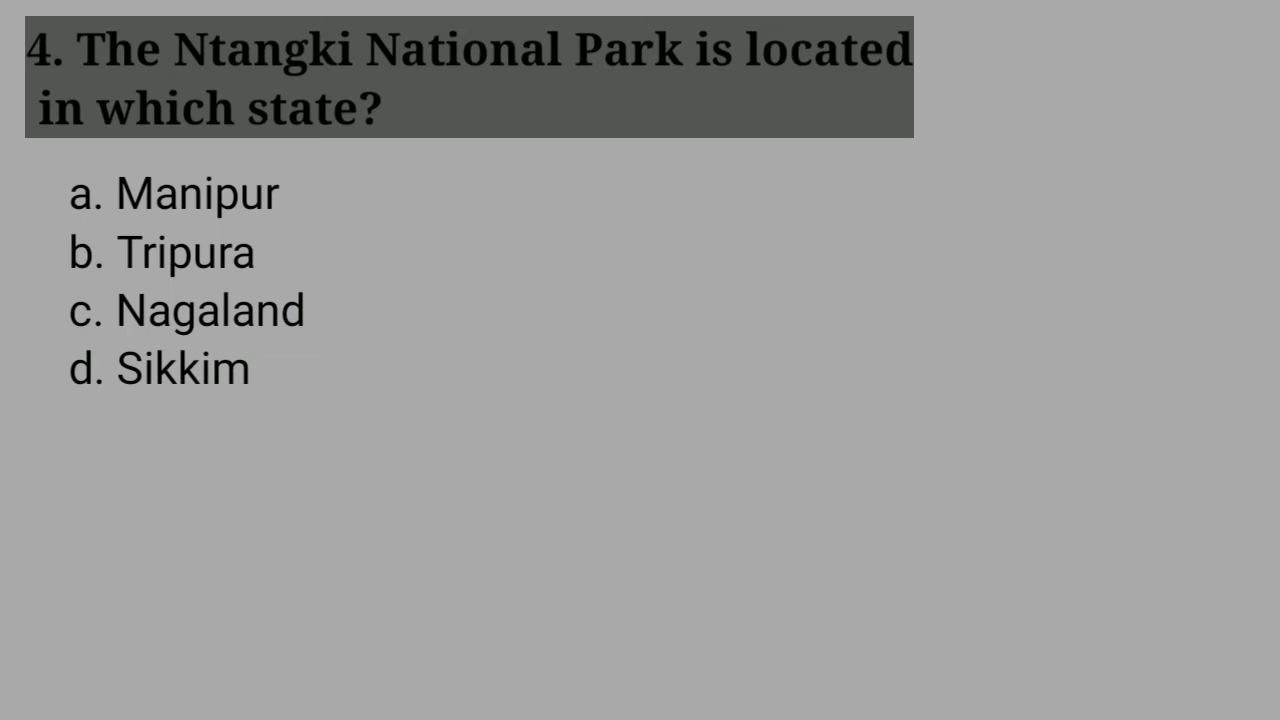 4. The Ntangki National Park is located
in which state?
a. Manipur
b. Tripura
c. Nagaland
d. Sikkim